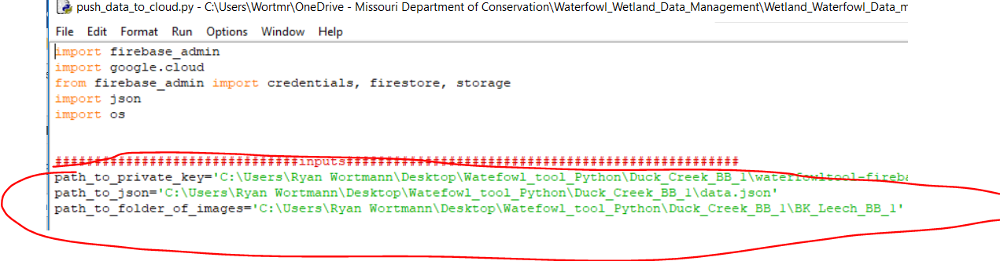 push_data_to_cloud.py - C:\Users\Wortmr\OneDrive - Missouri Department of Conservation\Waterfowl_Wetland_Data_Management\Wetland_Waterfowl_Data_m
File Edit Format Run Options Window Help
import firebase_admin
import google.cloud
from firebase_admin import credentials, firestore, storage
import json
import os
###############################inputs##################################################
path_to_private_key='C:\Users\Ryan Wortmann\Desktop\Watefowl_tool_Python\Duck_Creek_BB_1\waterfowltool-fireba
path_to_json='C:\Users\Ryan Wortmann\Desktop\Watefowl_tool_Python\Duck_Creek_BB_1\data.json'
path_to_folder_of_images='C:\Users\Ryan Wortmann\Desktop\Watefowl_tool_Python\Duck_Creek_BB_1\BK_Leech_BB_1'